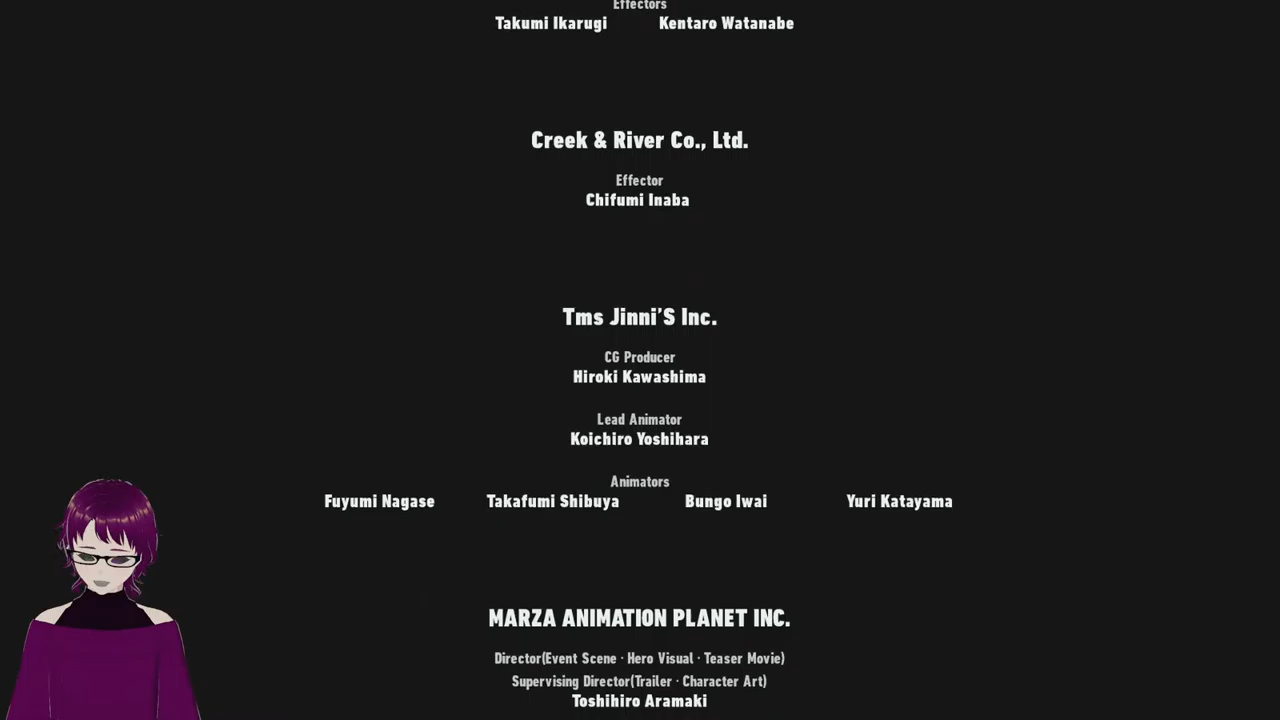 Effectors
Takumi Ikarugi Kentaro Watanabe
Creek & River Co., Ltd.
Effector
Chifumi Inaba
Tms Jinni'S Inc.
CG Producer
Hiroki Kawashima
Lead Animator
Koichiro Yoshihara
Animators
Fuyumi Nagase Takafumi Shibuya Bungo Iwai Yuri Katayama
MARZA ANIMATION PLANET INC.
Director(Event Scene · Hero Visual · Teaser Movie)
Supervising Director(Trailer · Character Art)
Toshihiro Aramaki